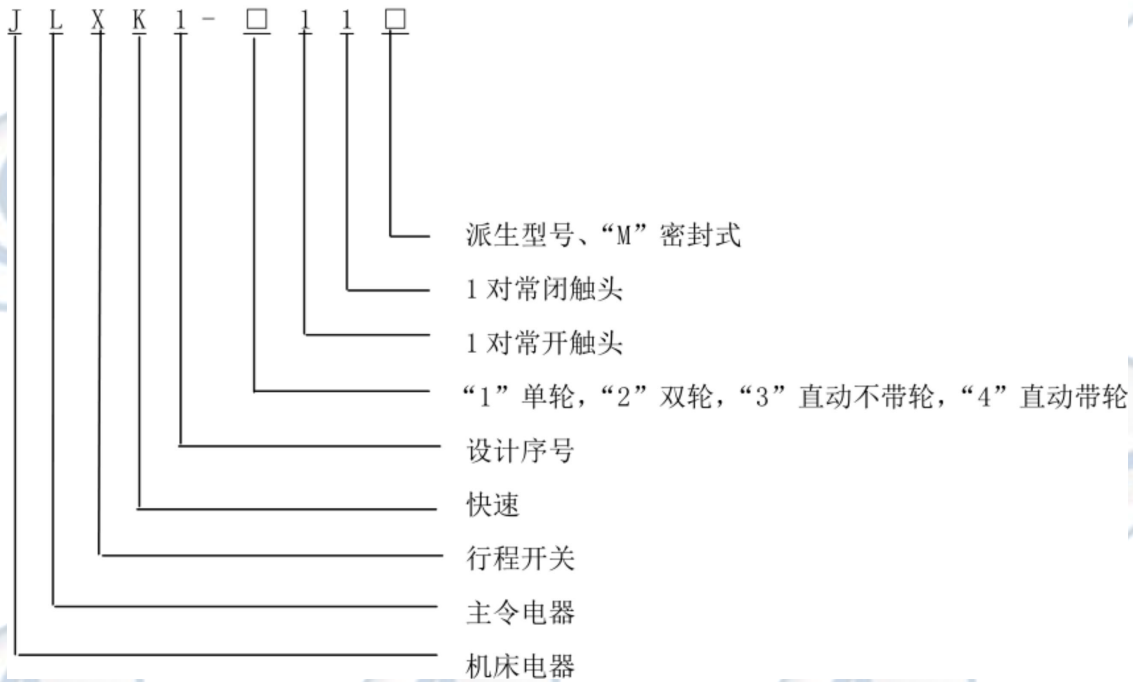 J L X K 1 - □ 1 1 □
派生型号、“M”密封式
1 对常闭触头
1 对常开触头
“1”单轮，“2”双轮，“3”直动不带轮，“4”直动带轮
设计序号
快速
行程开关
主令电器
机床电器